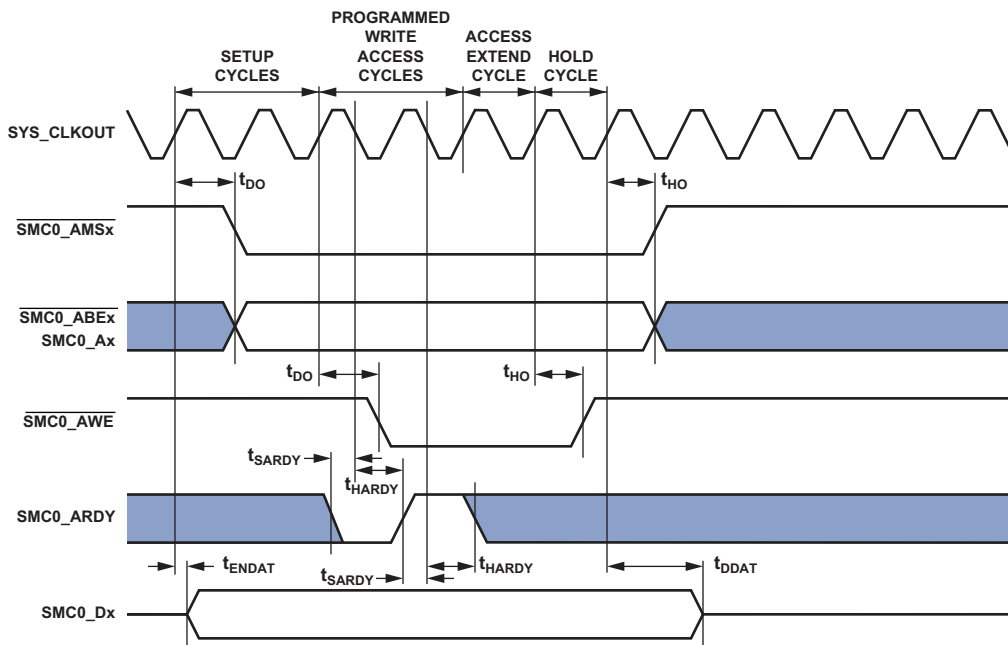 PROGRAMMED
WRITE
ACCESS
CYCLES
SETUP
CYCLES
ACCESS
EXTEND
CYCLE
HOLD
CYCLE
SYS_CLKOUT
tDO
tHO
SMC0_AMSx
SMC0_ABEx
SMC0_Ax
tDO
tHO
SMC0_AWE
tSARDY
tHARDY
SMC0_ARDY
tENDAT
tSARDY
tHARDY
tDDAT
SMC0_Dx